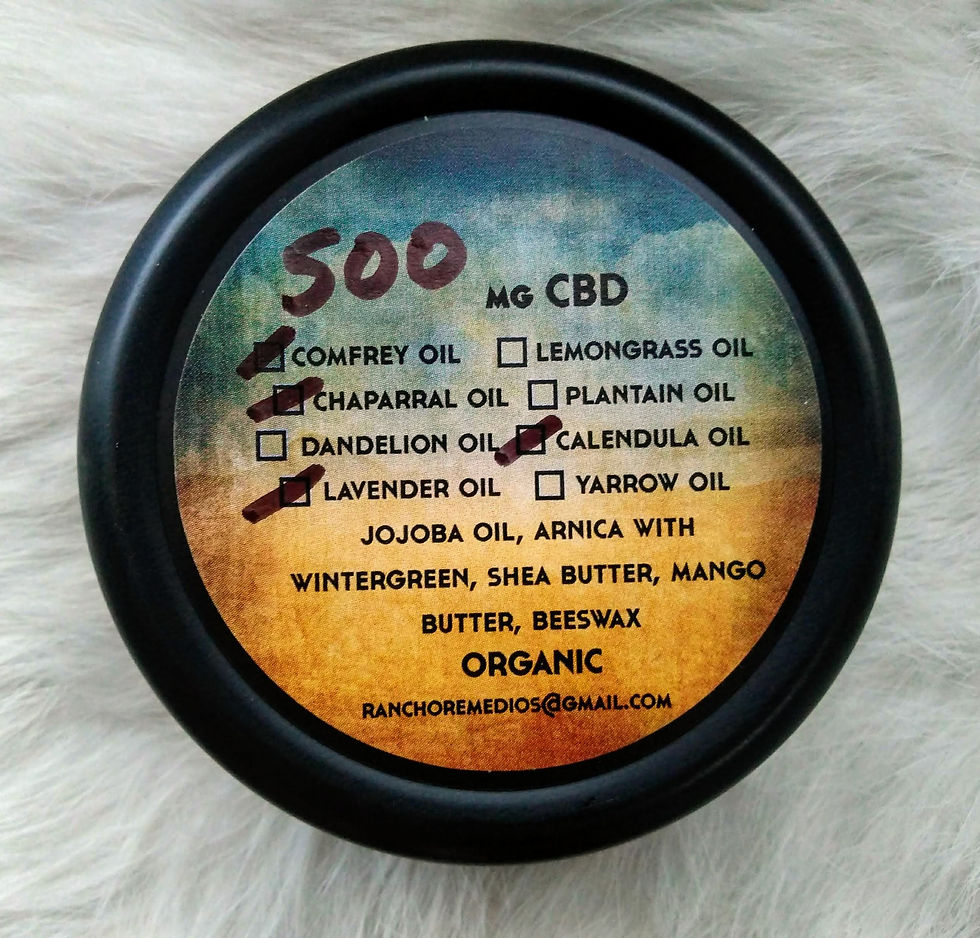 500 MG CBD
COMFREY OIL LEMONGRASS OIL
CHAPARRAL OIL PLANTAIN OIL
DANDELION OIL CALENDULA OIL
LAVENDER OIL YARROW OIL
JOJOBA OIL, ARNICA WITH
WINTERGREEN, SHEA BUTTER, MANGO
BUTTER, BEESWAX
ORGANIC
RANCHOREMEDIOS@GMAIL.COM